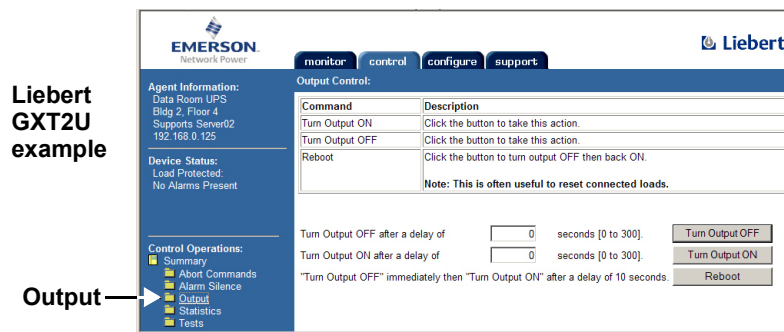 Liebert
GXT2U
example
Output
EMERSON.
Network Power
Liebert
monitor
control
configure
support
Agent Information:
Data Room UPS
Bldg 2, Floor 4
Supports Server02
192.168.0.125
Device Status:
Load Protected:
No Alarms Present
Control Operations:
Summary
Abort Commands
Alarm Silence
Output
Statistics
Tests
Output Control:
Command Description
Turn Output ON Click the button to take this action.
Turn Output OFF Click the button to take this action.
Reboot Click the button to turn output OFF then back ON.
Note: This is often useful to reset connected loads.
Turn Output OFF after a delay of 0 seconds [0 to 300]. Turn Output OFF
Turn Output ON after a delay of 0 seconds [0 to 300]. Turn Output ON
"Turn Output OFF" immediately then "Turn Output ON" after a delay of 10 seconds. Reboot